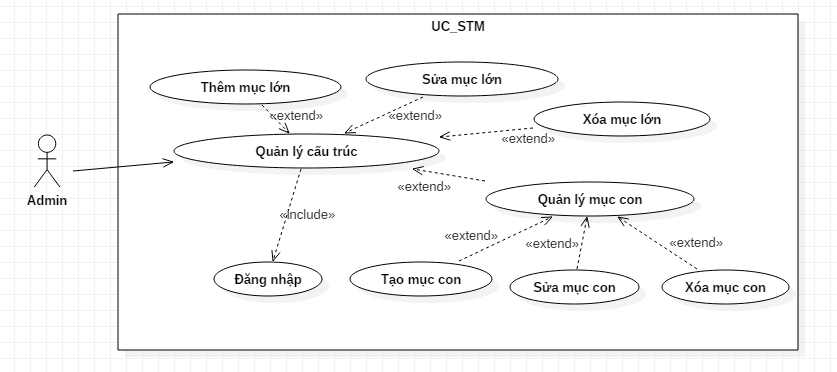 UC_STM
Thêm mục lớn
Sửa mục lớn
«extend»
«extend»
Xóa mục lớn
«extend»
Quản lý cấu trúc
Admin
«extend»
Quản lý mục con
«include»
«extend»
«extend»
«extend»
Đăng nhập
Tạo mục con
Sửa mục con
Xóa mục con